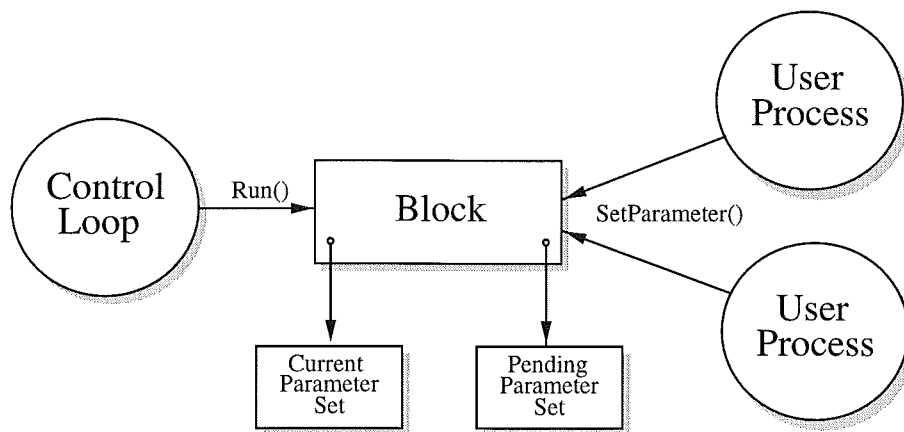 User
Process
Control
Loop
Run()
Block
SetParameter()
User
Process
Current
Parameter
Set
Pending
Parameter
Set